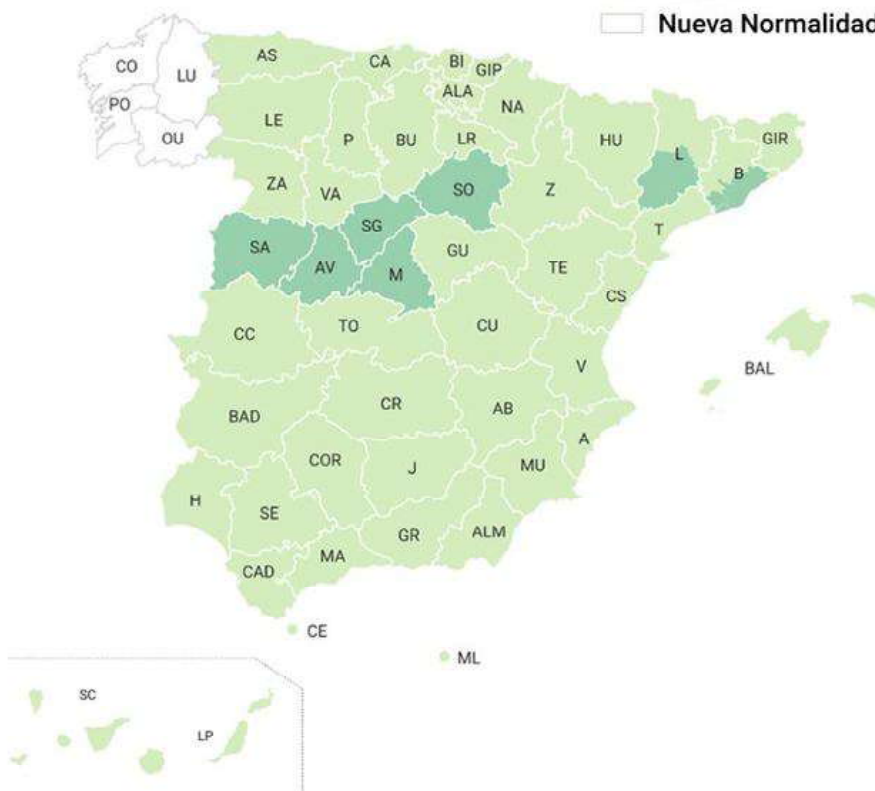 Nueva Normalidad
AS
CA
BI
GIP
CO
LU
ALA
NA
PO
LE
P
BU
LR
HU
L
GIR
OU
B
ZA
VA
SO
Z
SG
T
SA
GU
AV
M
TE
CS
CC
TO
CU
V
BAL
BAD
CR
AB
A
COR
J
MU
H
SE
GR
ALM
MA
CAD
CE
ML
SC
LP